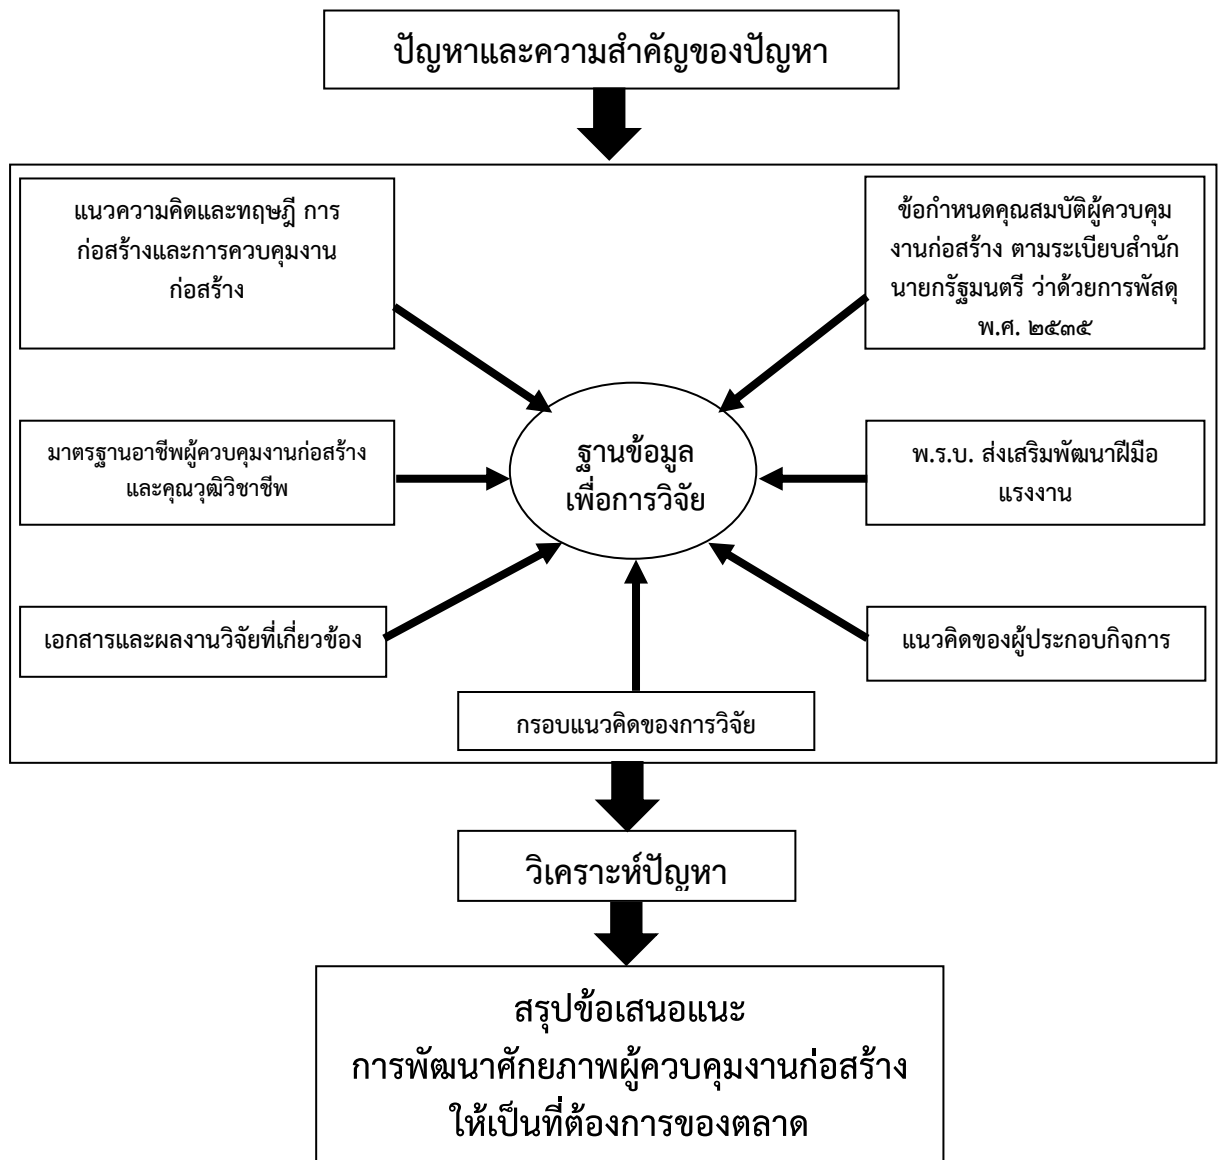 ปัญหาและความสำคัญของปัญหา
แนวความคิดและทฤษฎี การ
ก่อสร้างและการควบคุมงาน
ก่อสร้าง
ข้อกำหนดคุณสมบัติผู้ควบคุม
งานก่อสร้าง ตามระเบียบสำนัก
นายกรัฐมนตรี ว่าด้วยการพัสดุ
พ.ศ. ๒๕๓๕
มาตรฐานอาชีพผู้ควบคุมงานก่อสร้าง
และคุณวุฒิวิชาชีพ
ฐานข้อมูล
เพื่อการวิจัย
พ.ร.บ. ส่งเสริมพัฒนาฝีมือ
แรงงาน
เอกสารและผลงานวิจัยที่เกี่ยวข้อง
แนวคิดของผู้ประกอบกิจการ
กรอบแนวคิดของการวิจัย
วิเคราะห์ปัญหา
สรุปข้อเสนอแนะ
การพัฒนาศักยภาพผู้ควบคุมงานก่อสร้าง
ให้เป็นที่ต้องการของตลาด